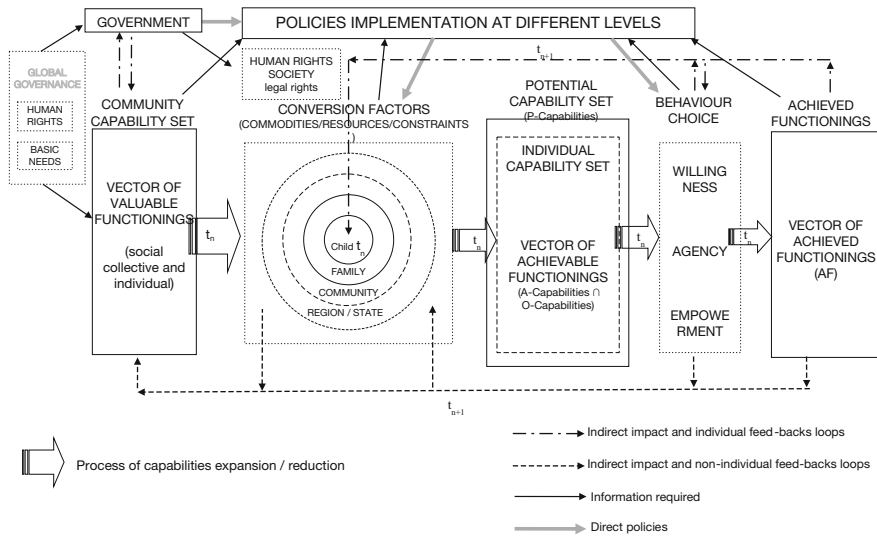 GOVERNMENT
POLICIES IMPLEMENTATION AT DIFFERENT LEVELS
GLOBAL
GOVERNANCE
HUMAN
RIGHTS
BASIC
NEEDS
HUMAN RIGHTS
SOCIETY
legal rights
t n+1
COMMUNITY
CAPABILITY SET
CONVERSION FACTORS
(COMMODITIES/RESOURCES/CONSTRAINTS
)
POTENTIAL
CAPABILITY SET
(P-Capabilities)
BEHAVIOUR
CHOICE
ACHIEVED
FUNCTIONINGS
VECTOR OF
VALUABLE
FUNCTIONINGS
(social
collective and
individual)
t n
Child t n
FAMILY
COMMUNITY
REGION / STATE
t n
INDIVIDUAL
CAPABILITY SET
VECTOR OF
ACHIEVABLE
FUNCTIONINGS
(A-Capabilities ∩
O-Capabilities)
t n
WILLING
NESS
AGENCY
EMPOWE
RMENT
t n
VECTOR OF
ACHIEVED
FUNCTIONINGS
(AF)
t n+1
Process of capabilities expansion / reduction
Indirect impact and individual feed-backs loops
Indirect impact and non-individual feed-backs loops
Information required
Direct policies